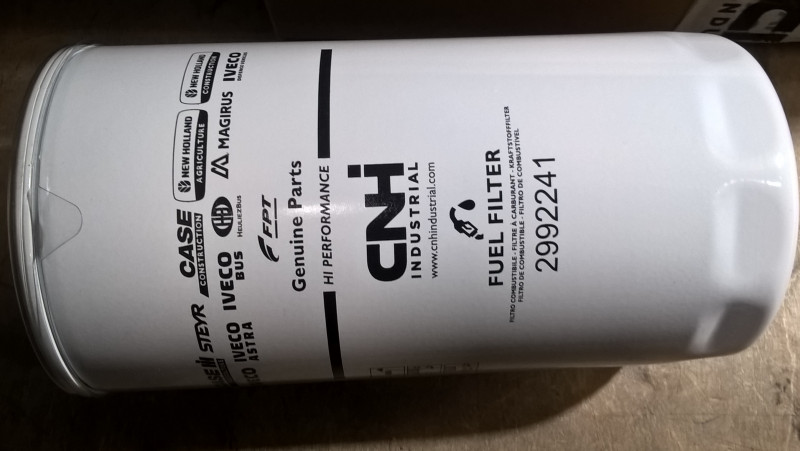 NEW HOLLAND
CONSTRUCTION
IVECO
NEW HOLLAND
AGRICULTURE
MAGIRUS
CASE
CONSTRUCTION
HEULIEZBUS
IVECO
BUS
STEYR
IVECO
ASTRA
FPT
Genuine Parts
HI PERFORMANCE
CNH
INDUSTRIAL
www.cnhindustrial.com
FUEL FILTER
FILTRO COMBUSTIBILE - FILTRE À CARBURANT - KRAFTSTOFFFILTER
FILTRO DE COMBUSTIBLE - FILTRO DE COMBUSTÍVEL
2992241